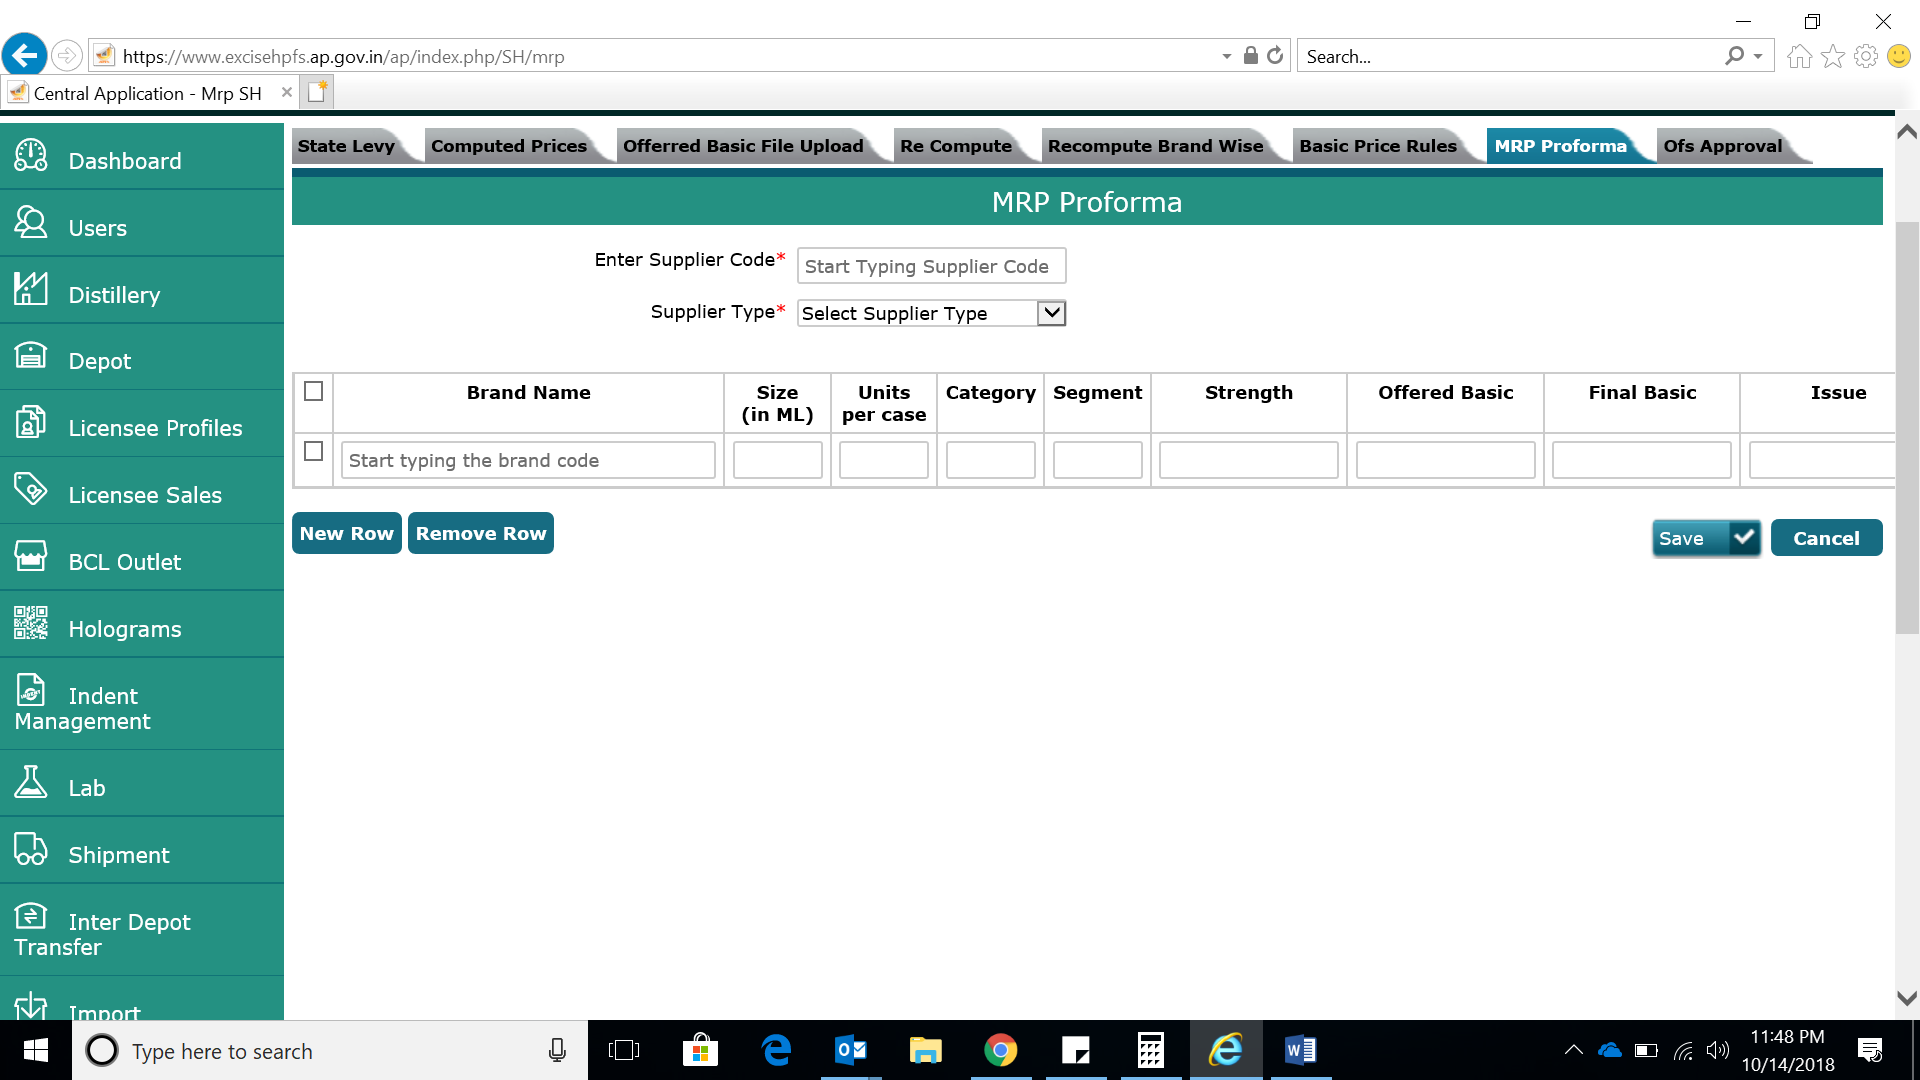 https://www.excisehpfs.ap.gov.in/ap/index.php/SH/mrp
Search...
Central Application - Mrp SH
State Levy
Computed Prices
Offerred Basic File Upload
Re Compute
Recompute Brand Wise
Basic Price Rules
MRP Proforma
Ofs Approval
Dashboard
Users
Distillery
Depot
Licensee Profiles
Licensee Sales
BCL Outlet
Holograms
Indent
Management
Lab
Shipment
Inter Depot
Transfer
Import
MRP Proforma
Enter Supplier Code*
Start Typing Supplier Code
Supplier Type*
Select Supplier Type
Brand Name
Size
(in ML)
Units
per case
Category
Segment
Strength
Offered Basic
Final Basic
Issue
Start typing the brand code
New Row
Remove Row
Save
Cancel
Type here to search
11:48 PM
10/14/2018